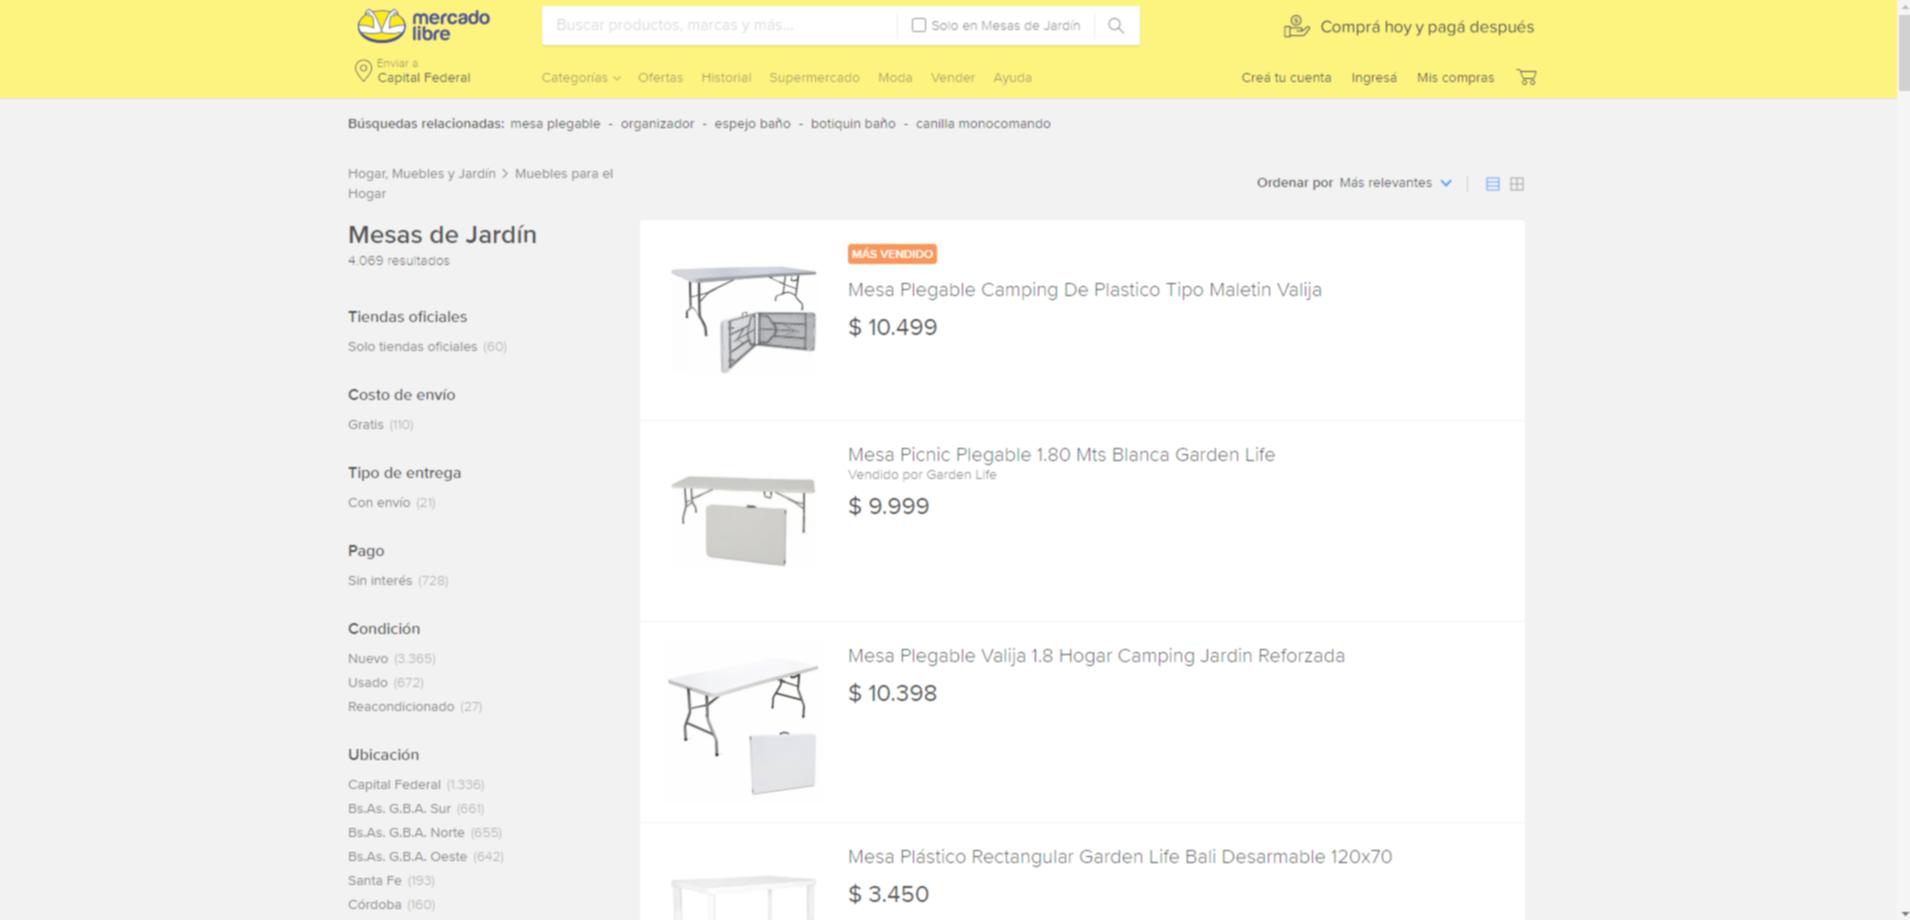 mercado libre
Buscar productos, marcas y más...
Solo en Mesas de Jardín
Comprá hoy y pagá después
Enviar a
Capital Federal
Categorías Ofertas Historial Supermercado Moda Vender Ayuda
Creá tu cuenta Ingresá Mis compras
Búsquedas relacionadas: mesa plegable - organizador - espejo baño - botiquin baño - canilla monocomando
Hogar, Muebles y Jardín > Muebles para el
Hogar
Ordenar por Más relevantes
Mesas de Jardín
4.069 resultados
Tiendas oficiales
Solo tiendas oficiales (60)
Costo de envío
Gratis (110)
Tipo de entrega
Con envío (21)
Pago
Sin interés (728)
Condición
Nuevo (3.365)
Usado (672)
Reacondicionado (27)
Ubicación
Capital Federal (1.336)
Bs.As. G.B.A. Sur (661)
Bs.As. G.B.A. Norte (655)
Bs.As. G.B.A. Oeste (642)
Santa Fe (193)
Córdoba (160)
MÁS VENDIDO
Mesa Plegable Camping De Plastico Tipo Maletin Valija
$ 10.499
Mesa Picnic Plegable 1.80 Mts Blanca Garden Life
Vendido por Garden Life
$ 9.999
Mesa Plegable Valija 1.8 Hogar Camping Jardin Reforzada
$ 10.398
Mesa Plástico Rectangular Garden Life Bali Desarmable 120x70
$ 3.450